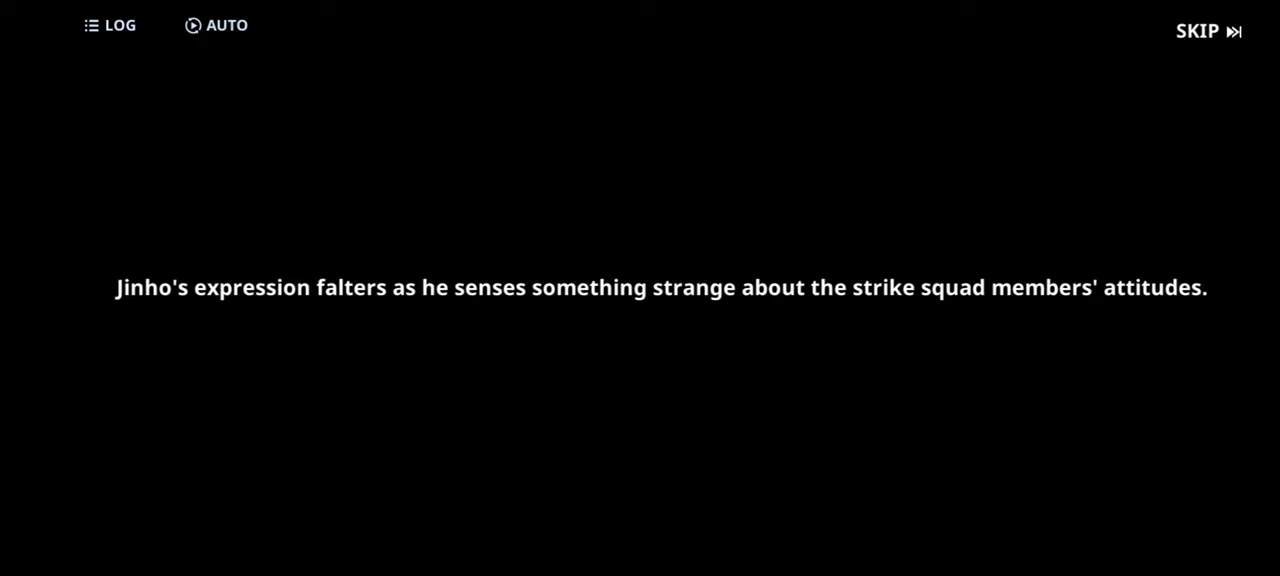 LOG
AUTO
SKIP
Jinho's expression falters as he senses something strange about the strike squad members' attitudes.